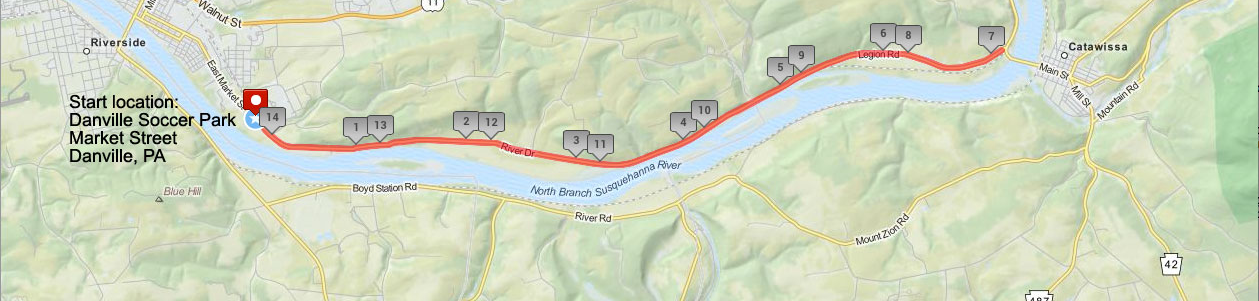 Walnut St
11
Riverside
East Market St
Start location:
Danville Soccer Park
Market Street
Danville, PA
14
1
13
2
12
3
11
4
10
5
9
6
8
7
River Dr
Legion Rd
Catawissa
Main St
Mill St
Mountain Rd
North Branch Susquehanna River
Blue Hill
Boyd Station Rd
River Rd
Mount Zion Rd
42
487